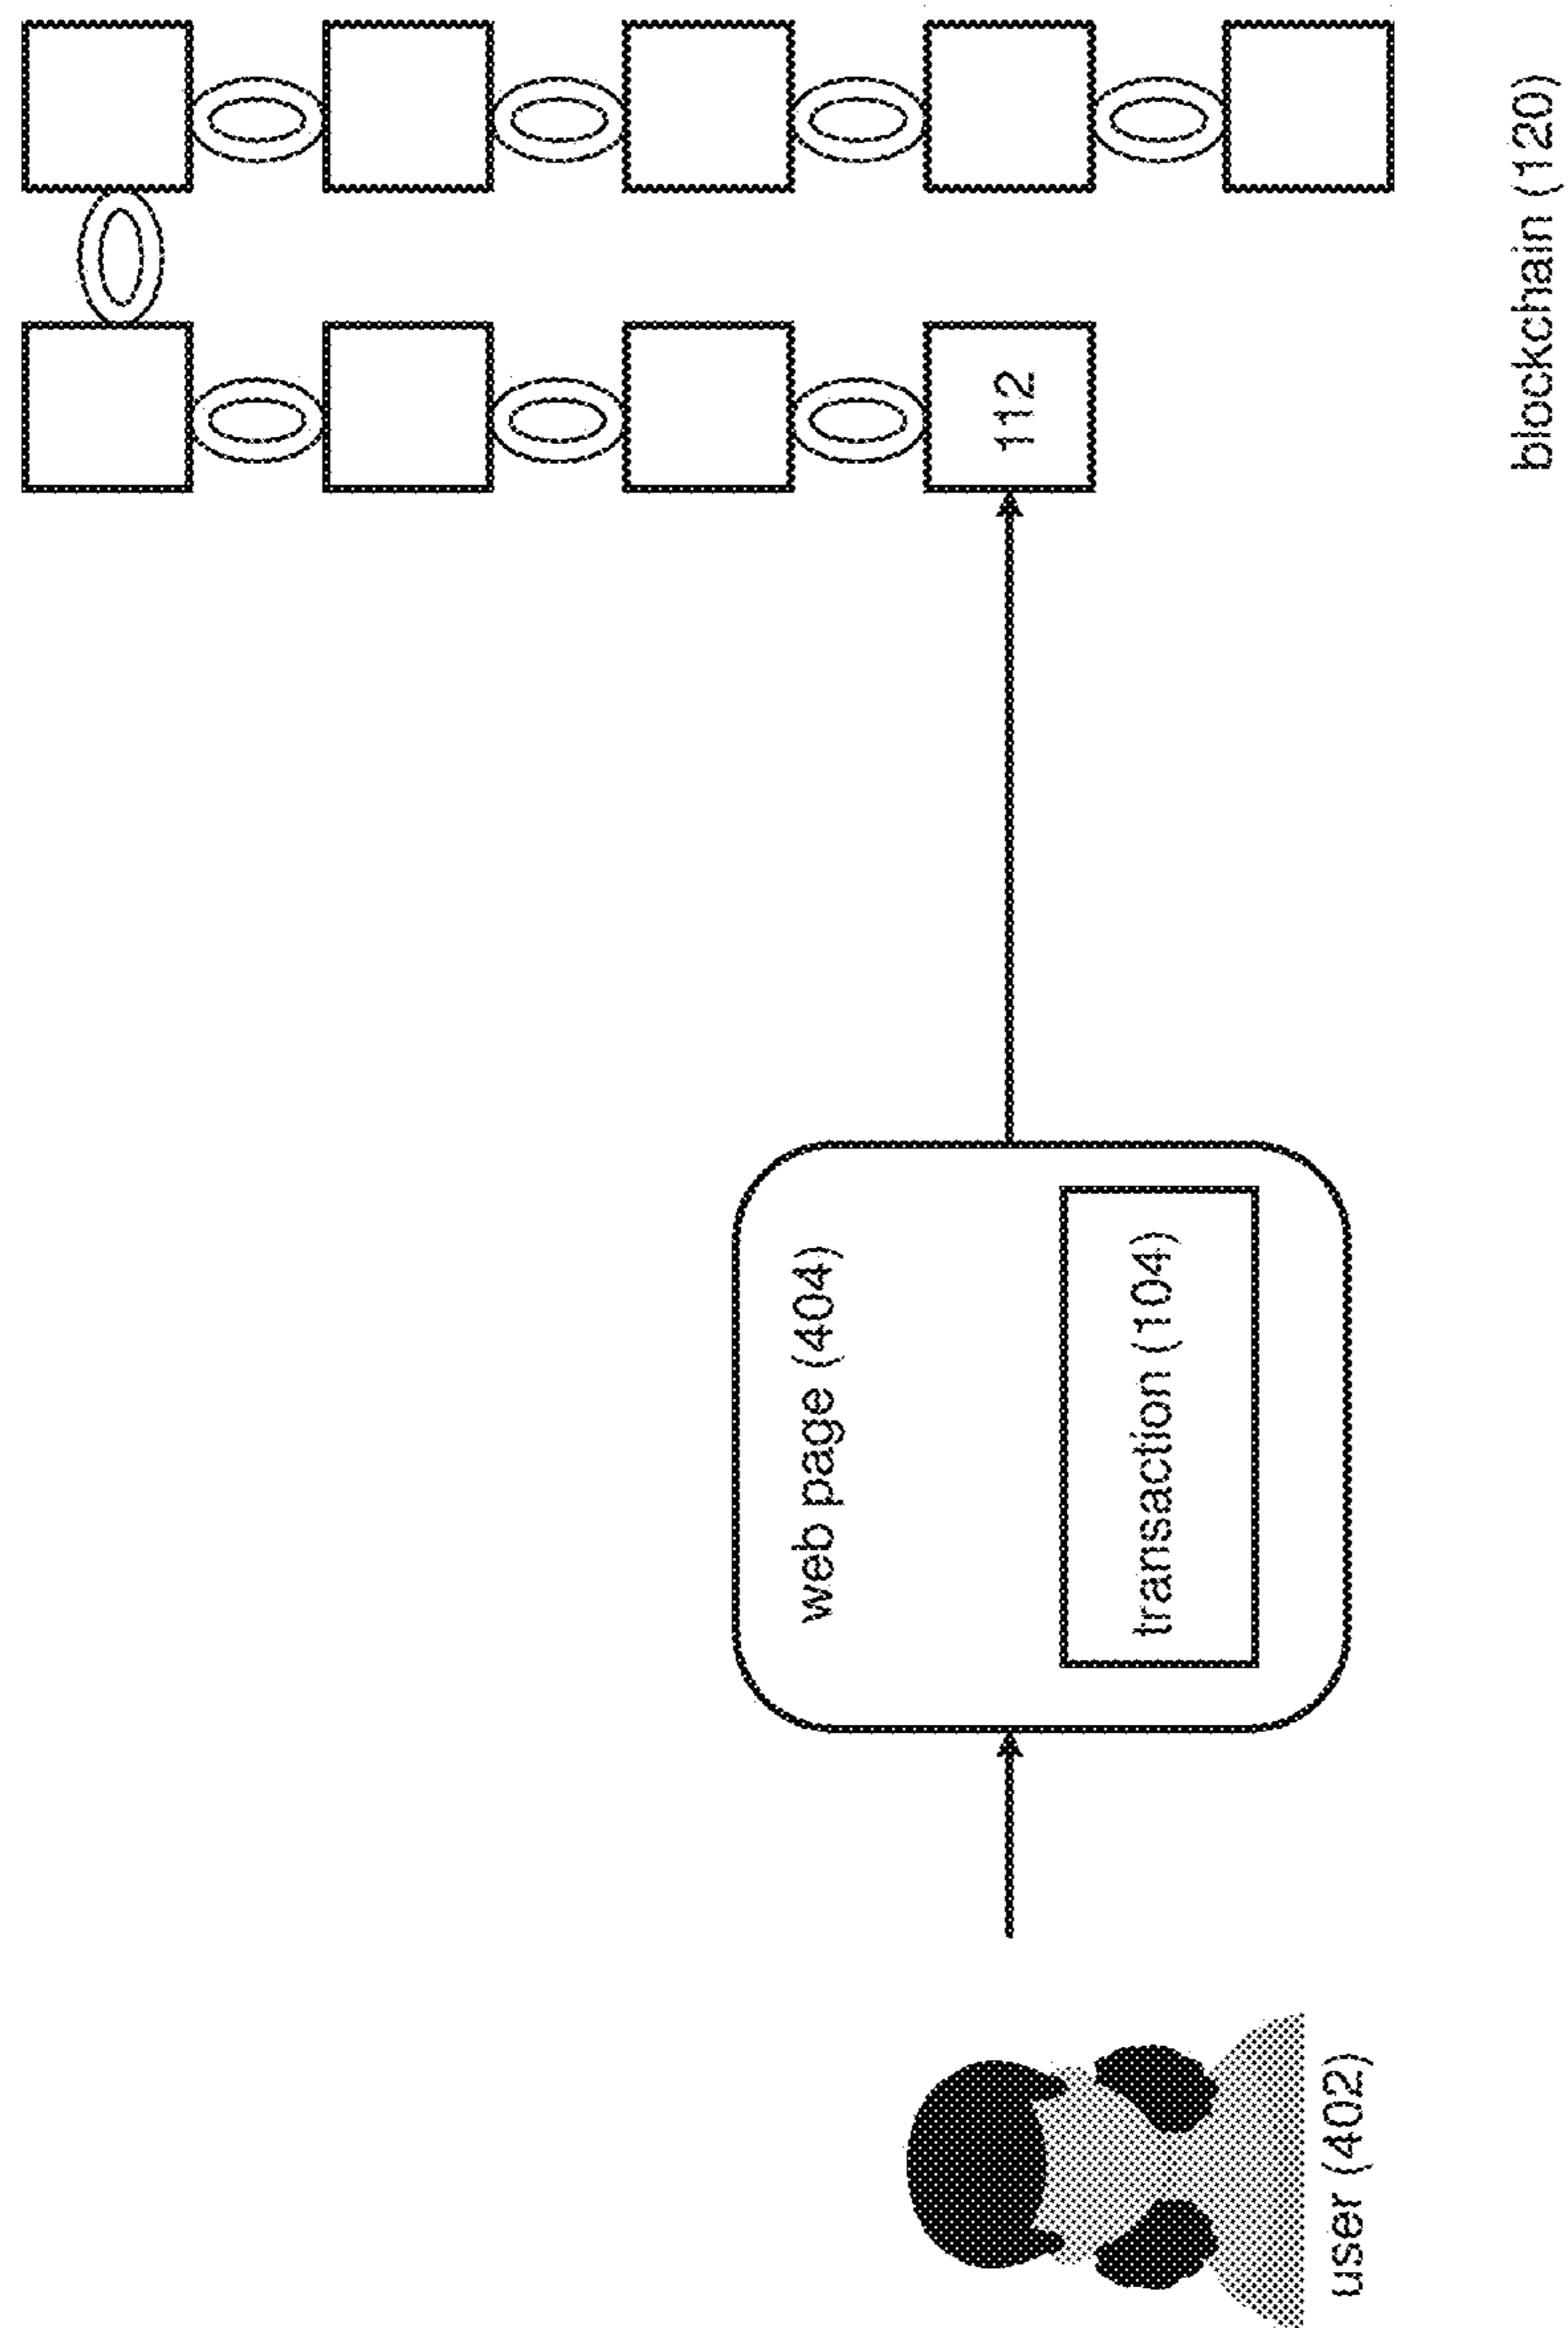 user (402)
web page (404)
transaction (104)
112
blockchain (120)